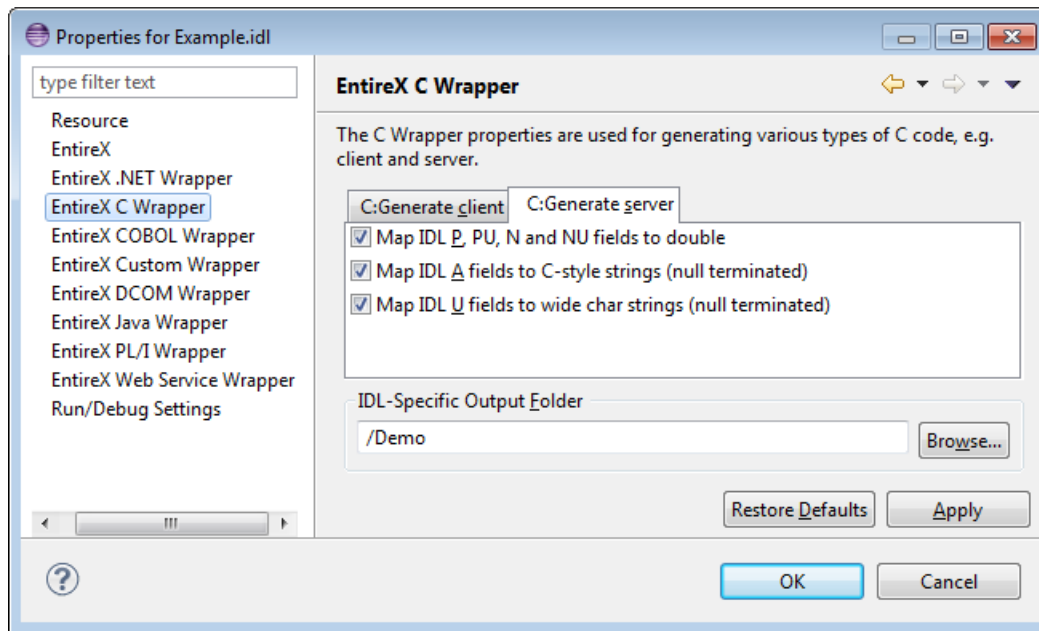 Properties for Example.idl
type filter text
Resource
EntireX
EntireX .NET Wrapper
EntireX C Wrapper
EntireX COBOL Wrapper
EntireX Custom Wrapper
EntireX DCOM Wrapper
EntireX Java Wrapper
EntireX PL/I Wrapper
EntireX Web Service Wrapper
Run/Debug Settings
EntireX C Wrapper
The C Wrapper properties are used for generating various types of C code, e.g.
client and server.
C:Generate client C:Generate server
Map IDL P, PU, N and NU fields to double
Map IDL A fields to C-style strings (null terminated)
Map IDL U fields to wide char strings (null terminated)
IDL-Specific Output Folder
/Demo Browse...
Restore Defaults Apply
? OK Cancel